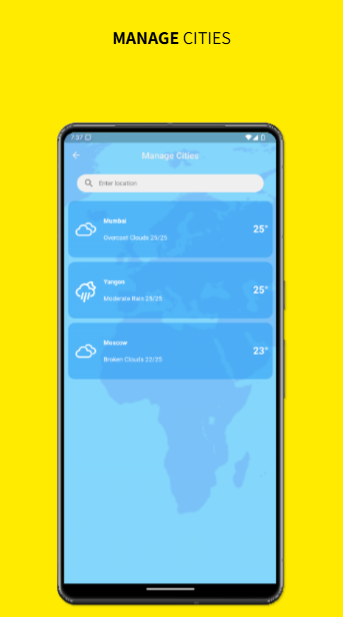 MANAGE CITIES
7:57
Manage Cities
Enter location
Mumbai
25°
Overcast Clouds 25/25
Yangon
25°
Moderate Rain 25/25
Moscow
23°
Broken Clouds 22/25